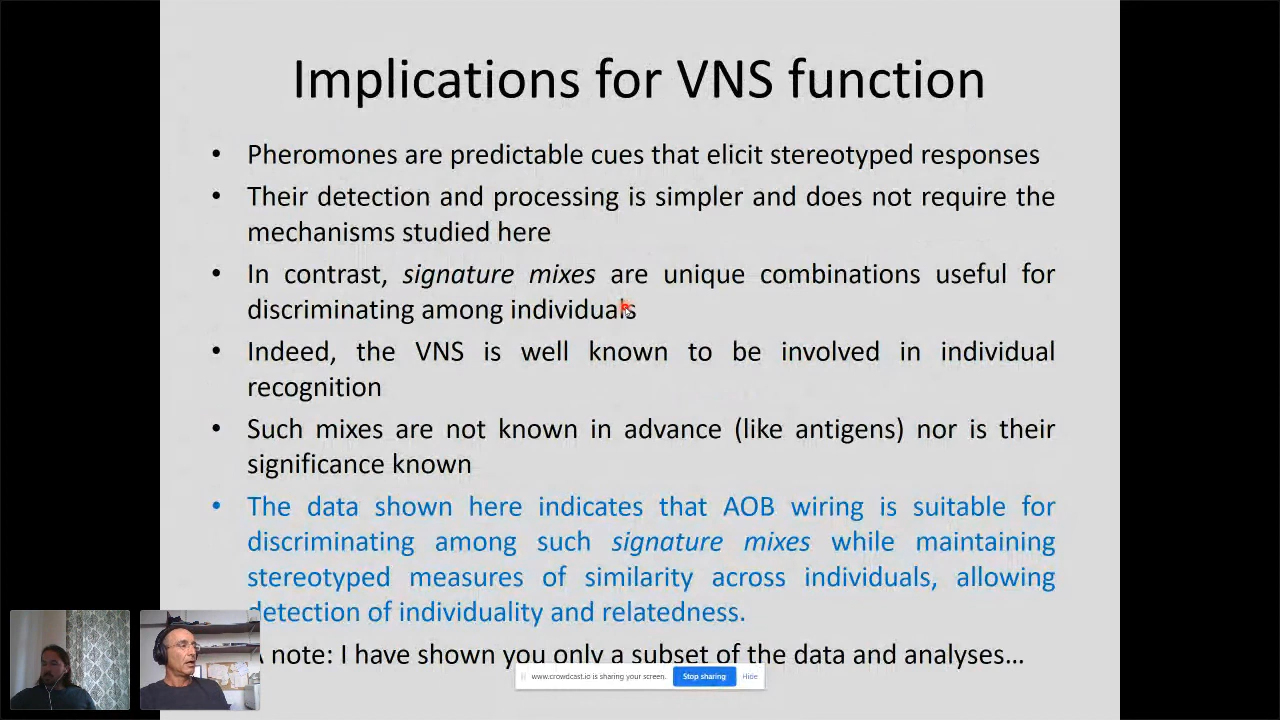 Implications for VNS function
• Pheromones are predictable cues that elicit stereotyped responses
• Their detection and processing is simpler and does not require the
mechanisms studied here
• In contrast, signature mixes are unique combinations useful for
discriminating among individuals
• Indeed, the VNS is well known to be involved in individual
recognition
• Such mixes are not known in advance (like antigens) nor is their
significance known
• The data shown here indicates that AOB wiring is suitable for
discriminating among such signature mixes while maintaining
stereotyped measures of similarity across individuals, allowing
detection of individuality and relatedness.
A note: I have shown you only a subset of the data and analyses...
www.crowdcast.io is sharing your screen. Stop sharing Hide